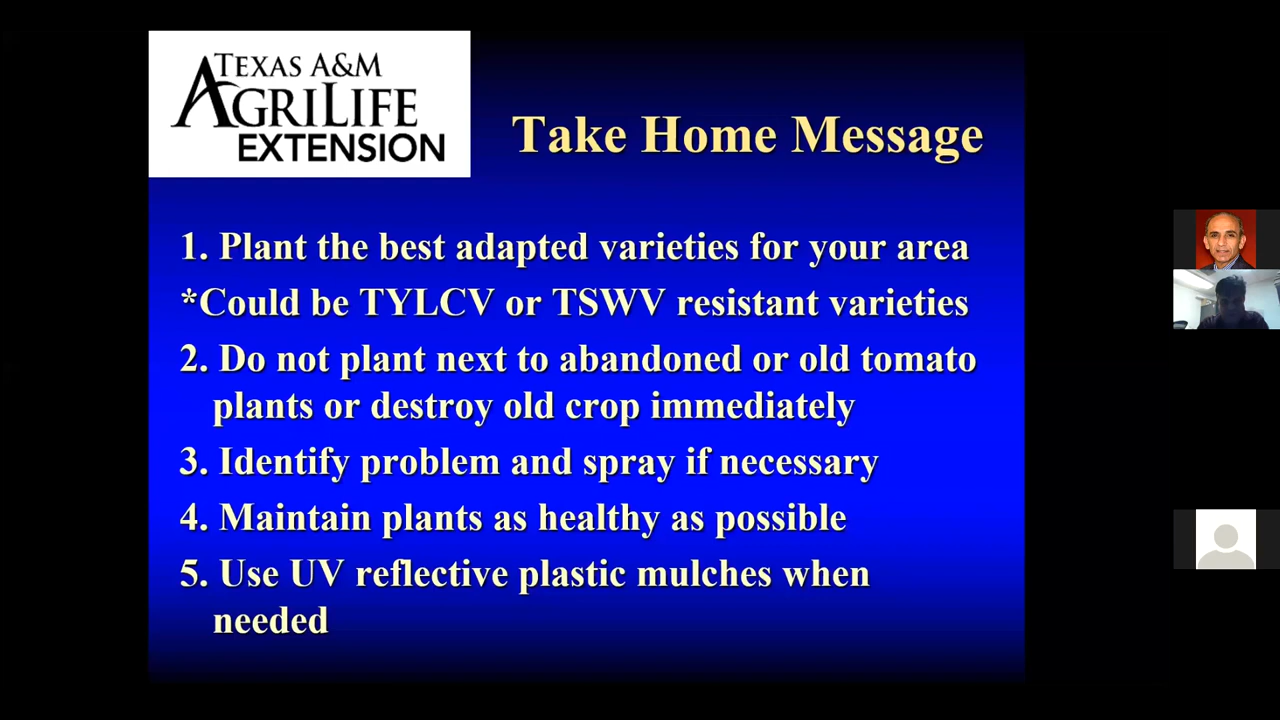 TEXAS A&M
AGRILIFE
EXTENSION
Take Home Message
1. Plant the best adapted varieties for your area
*Could be TYLCV or TSWV resistant varieties
2. Do not plant next to abandoned or old tomato
plants or destroy old crop immediately
3. Identify problem and spray if necessary
4. Maintain plants as healthy as possible
5. Use UV reflective plastic mulches when
needed